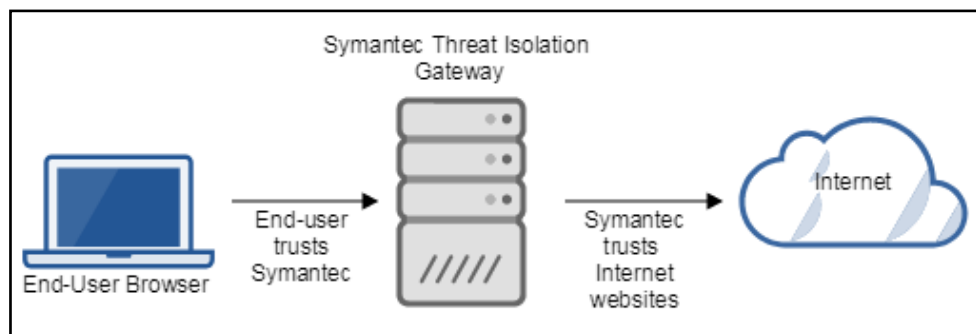 Symantec Threat Isolation
Gateway
Internet
End-user
trusts
Symantec
Symantec
trusts
Internet
websites
End-User Browser